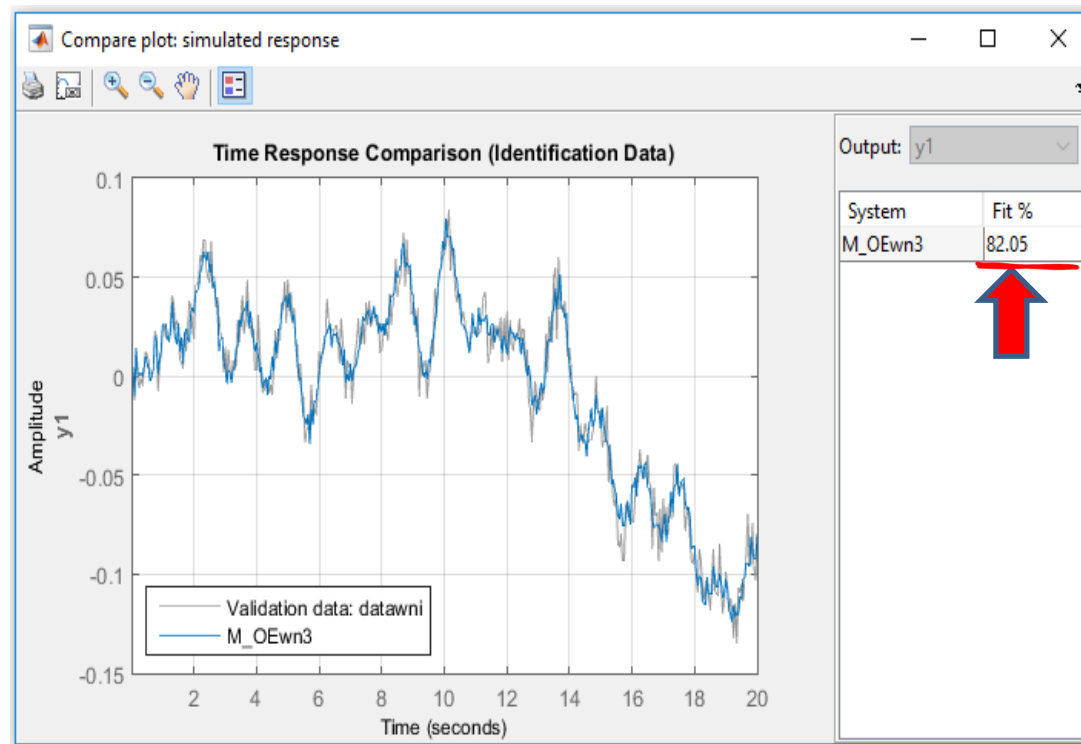 Compare plot: simulated response
Time Response Comparison (Identification Data)
Output: y1
System Fit %
M_OEwn3 82.05
0.1
0.05
0
-0.05
-0.1
-0.15
Amplitude
y1
Validation data: datawni
M_OEwn3
2 4 6 8 10 12 14 16 18 20
Time (seconds)